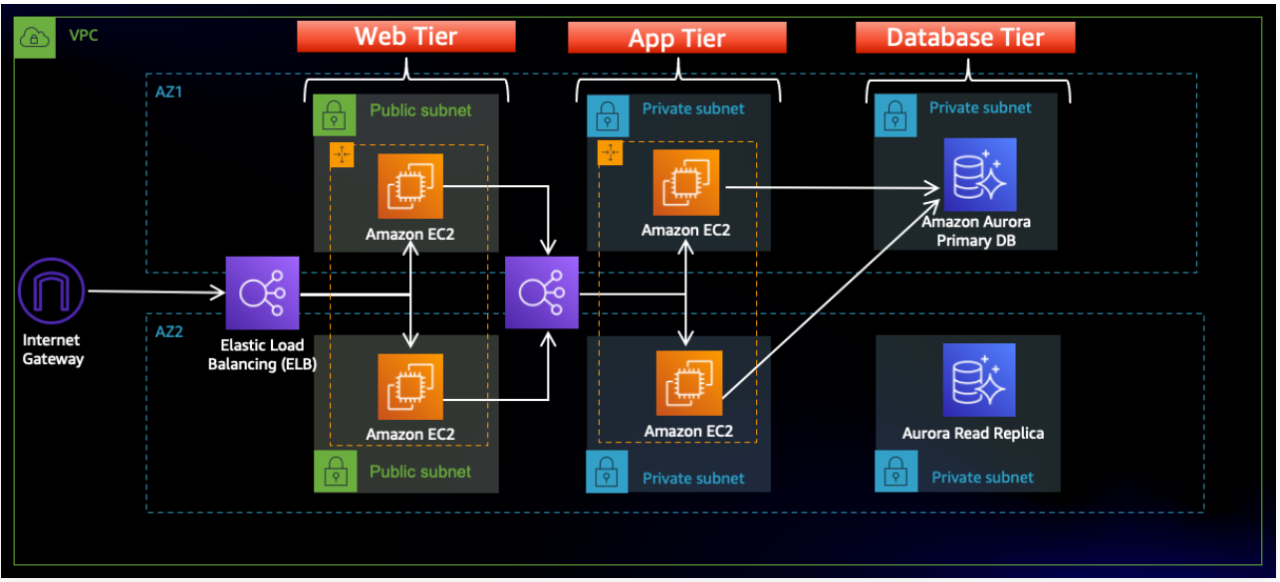 VPC
Web Tier
App Tier
Database Tier
AZ1
Public subnet
Private subnet
Private subnet
Amazon EC2
Amazon EC2
Amazon Aurora
Primary DB
Internet
Gateway
Elastic Load
Balancing (ELB)
AZ2
Amazon EC2
Amazon EC2
Aurora Read Replica
Public subnet
Private subnet
Private subnet